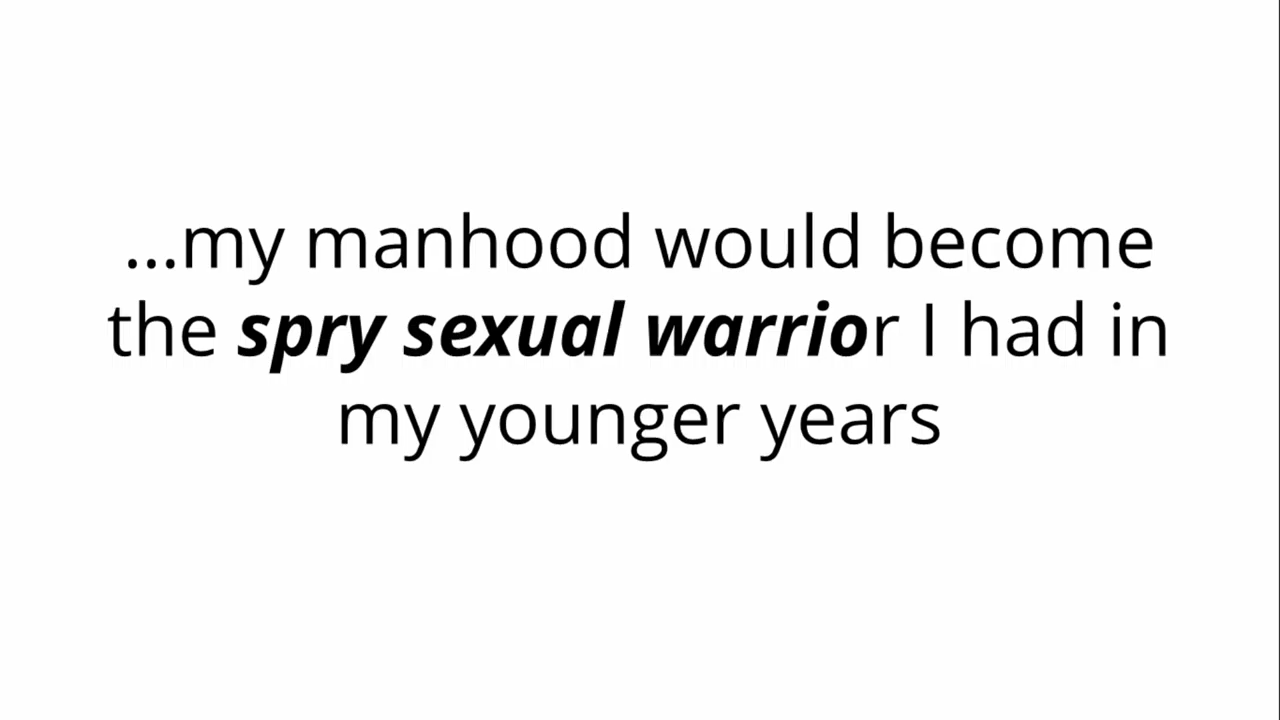 ...my manhood would become
the spry sexual warrior I had in
my younger years